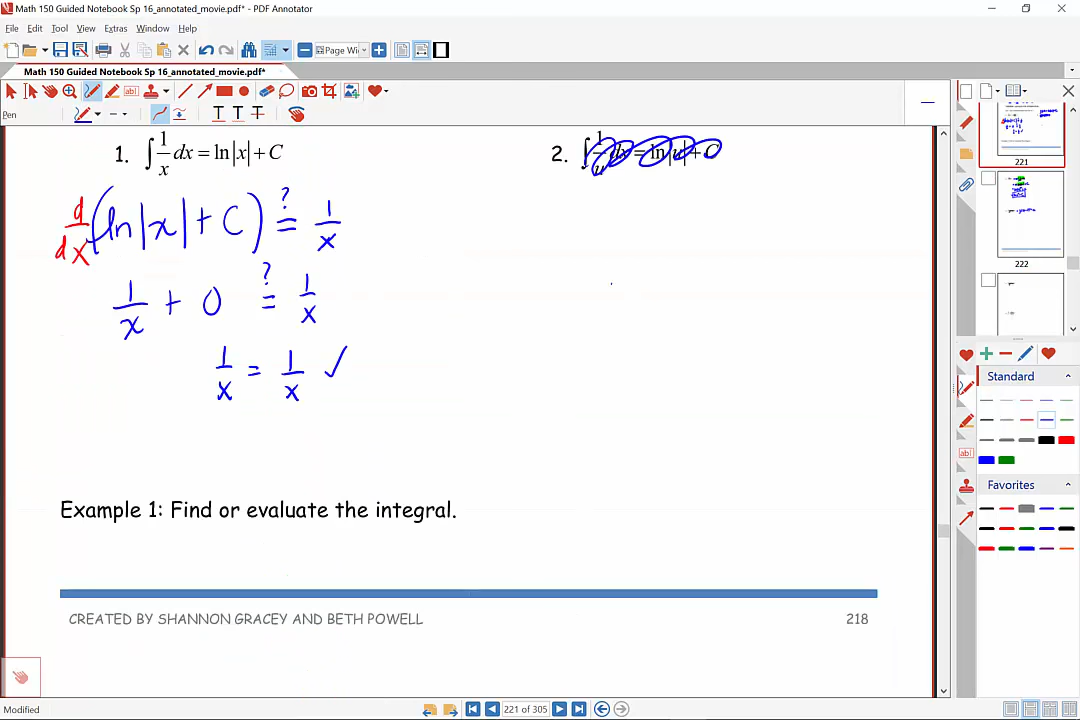 Math 150 Guided Notebook Sp 16_annotated_movie.pdf* - PDF Annotator
File Edit Tool View Extras Window Help
Page Wi
Math 150 Guided Notebook Sp 16_annotated_movie.pdf*
Pen
1. ∫ 1/x dx = ln|x| + C
2. ∫ 1/u dx = ln|u| + C
d/dx (ln|x| + C) ?= 1/x
1/x + 0 ?= 1/x
1/x = 1/x ✓
Example 1: Find or evaluate the integral.
CREATED BY SHANNON GRACEY AND BETH POWELL 218
221
222
Standard
Favorites
Modified
221 of 305